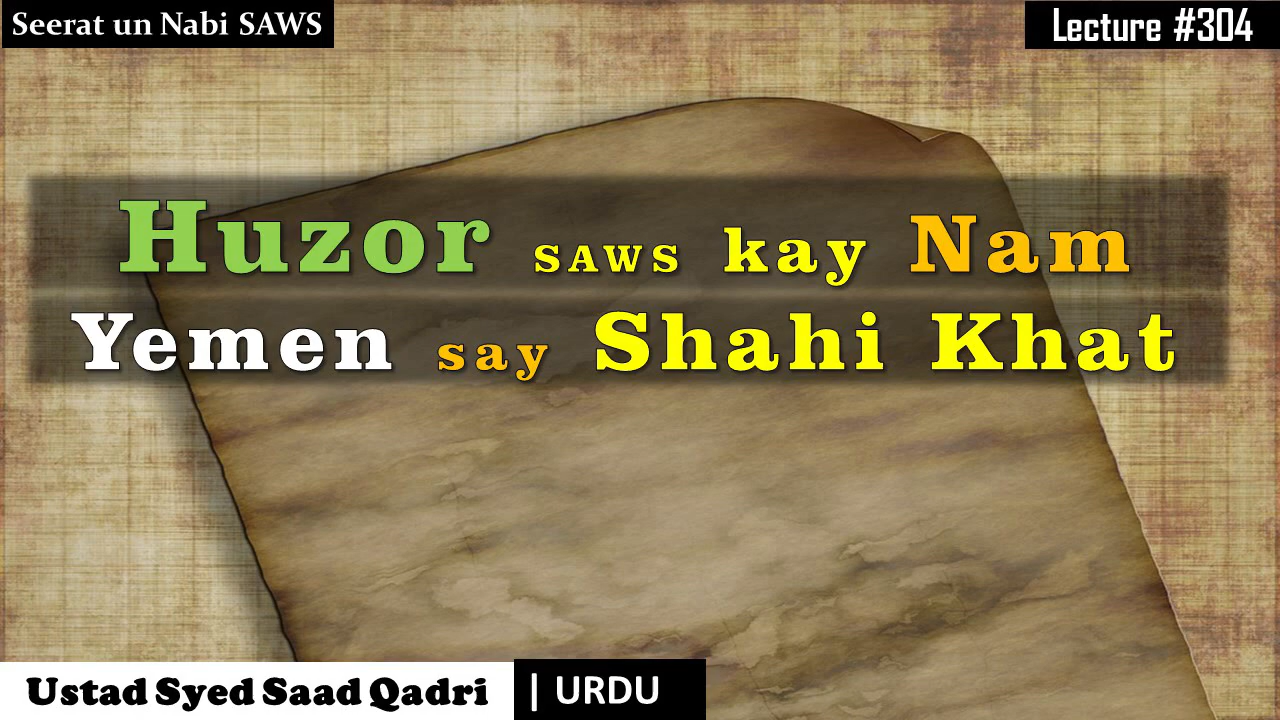 Seerat un Nabi SAWS
Lecture #304
Huzor SAWS kay Nam
Yemen say Shahi Khat
Ustad Syed Saad Qadri | URDU